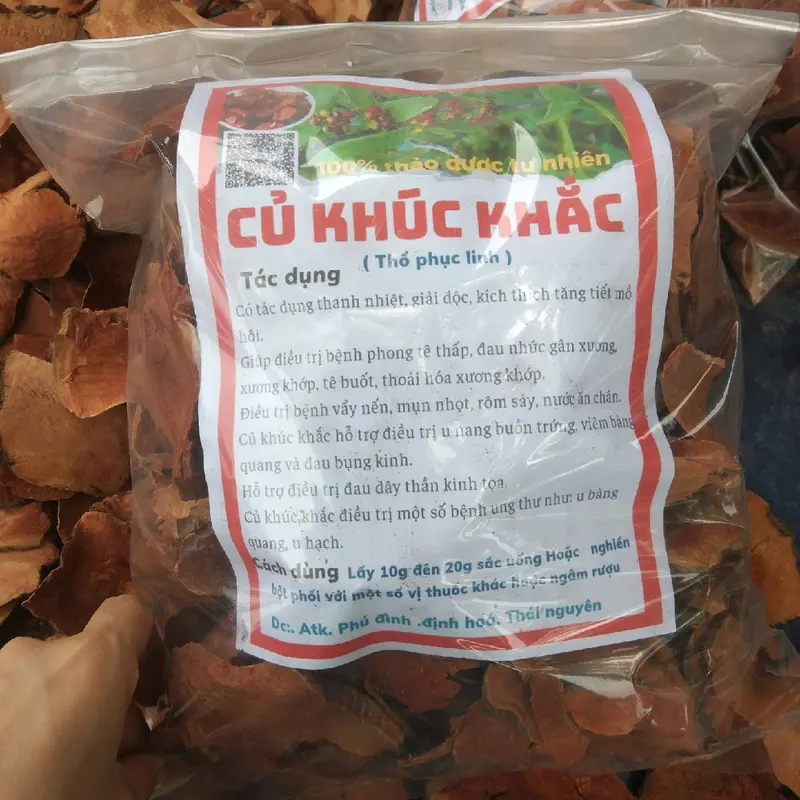 100% thảo dược tự nhiên
CỦ KHÚC KHẮC
( Thổ phục linh )
Tác dụng
Có tác dụng thanh nhiệt, giải độc, kích thích tăng tiết mồ
hôi.
Giúp điều trị bệnh phong tê thấp, đau nhức gân xương,
xương khớp, tê buốt, thoái hóa xương khớp.
Điều trị bệnh vẩy nến, mụn nhọt, rôm sảy, nước ăn chân.
Củ khúc khắc hỗ trợ điều trị u nang buồn trứng, viêm bàng
quang và đau bụng kinh.
Hỗ trợ điều trị đau dây thần kinh tọa.
Củ khúc khắc điều trị một số bệnh ung thư như: u bàng
quang, u hạch.
Cách dùng Lấy 10g đên 20g sắc uống Hoặc nghiền
bột phối với một số vị thuôc khác hoặc ngâm rượu
Dc:. Atk. Phú đình -định hoá. Thái nguyên